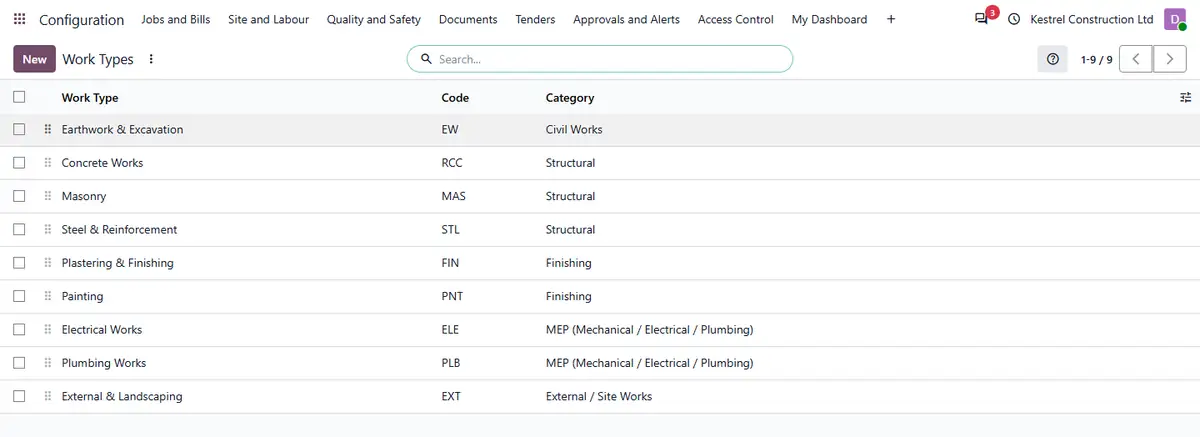 Configuration Jobs and Bills Site and Labour Quality and Safety Documents Tenders Approvals and Alerts Access Control My Dashboard + 3 Kestrel Construction Ltd D
New Work Types Search... 1-9 / 9
Work Type Code Category
Earthwork & Excavation EW Civil Works
Concrete Works RCC Structural
Masonry MAS Structural
Steel & Reinforcement STL Structural
Plastering & Finishing FIN Finishing
Painting PNT Finishing
Electrical Works ELE MEP (Mechanical / Electrical / Plumbing)
Plumbing Works PLB MEP (Mechanical / Electrical / Plumbing)
External & Landscaping EXT External / Site Works